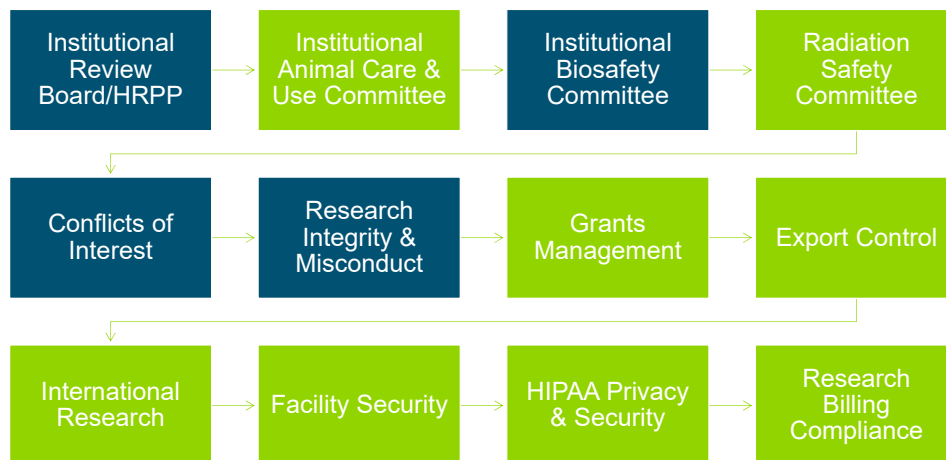 Institutional
Review
Board/HRPP
Institutional
Animal Care &
Use Committee
Institutional
Biosafety
Committee
Radiation
Safety
Committee
Conflicts of
Interest
Research
Integrity &
Misconduct
Grants
Management
Export Control
International
Research
Facility Security
HIPAA Privacy
& Security
Research
Billing
Compliance